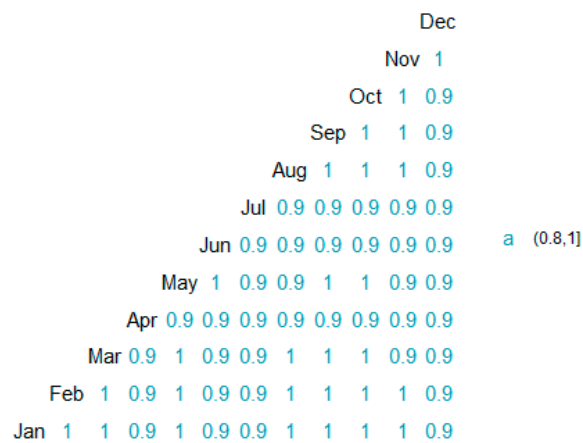 Dec
Nov 1
Oct 1 0.9
Sep 1 1 0.9
Aug 1 1 1 0.9
Jul 0.9 0.9 0.9 0.9 0.9
Jun 0.9 0.9 0.9 0.9 0.9 0.9 a (0.8,1]
May 1 0.9 0.9 1 1 0.9 0.9
Apr 0.9 0.9 0.9 0.9 0.9 0.9 0.9 0.9
Mar 0.9 1 0.9 0.9 1 1 1 0.9 0.9
Feb 1 0.9 1 0.9 0.9 1 1 1 1 0.9
Jan 1 1 0.9 1 0.9 0.9 1 1 1 1 0.9